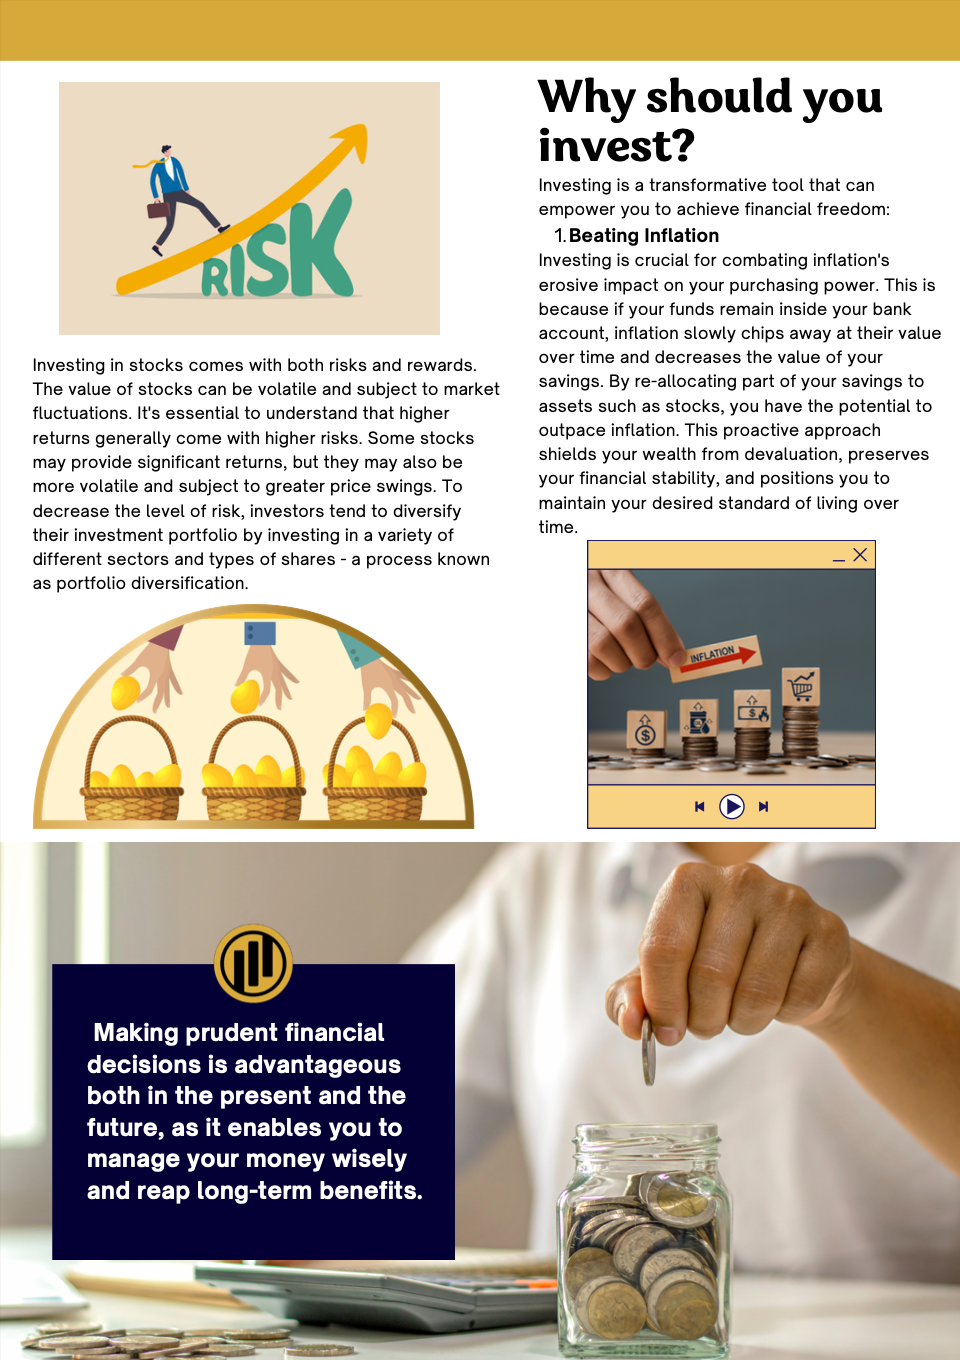 RISK
Investing in stocks comes with both risks and rewards.
The value of stocks can be volatile and subject to market
fluctuations. It's essential to understand that higher
returns generally come with higher risks. Some stocks
may provide significant returns, but they may also be
more volatile and subject to greater price swings. To
decrease the level of risk, investors tend to diversify
their investment portfolio by investing in a variety of
different sectors and types of shares - a process known
as portfolio diversification.
Why should you
invest?
Investing is a transformative tool that can
empower you to achieve financial freedom:
1. Beating Inflation
Investing is crucial for combating inflation's
erosive impact on your purchasing power. This is
because if your funds remain inside your bank
account, inflation slowly chips away at their value
over time and decreases the value of your
savings. By re-allocating part of your savings to
assets such as stocks, you have the potential to
outpace inflation. This proactive approach
shields your wealth from devaluation, preserves
your financial stability, and positions you to
maintain your desired standard of living over
time.
INFLATION
$
$
Making prudent financial
decisions is advantageous
both in the present and the
future, as it enables you to
manage your money wisely
and reap long-term benefits.